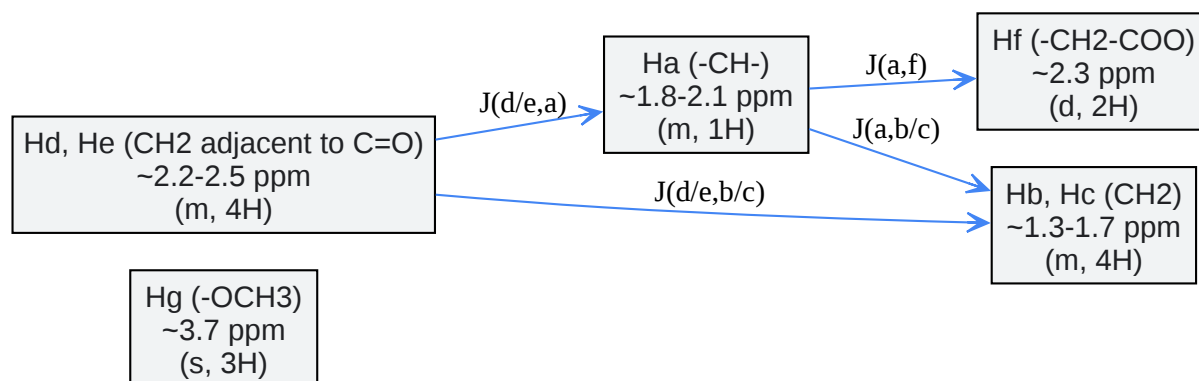 Hd, He (CH2 adjacent to C=O)
~2.2-2.5 ppm
(m, 4H)
J(d/e,a)
Ha (-CH-)
~1.8-2.1 ppm
(m, 1H)
J(a,f)
Hf (-CH2-COO)
~2.3 ppm
(d, 2H)
J(a,b/c)
J(d/e,b/c)
Hb, Hc (CH2)
~1.3-1.7 ppm
(m, 4H)
Hg (-OCH3)
~3.7 ppm
(s, 3H)